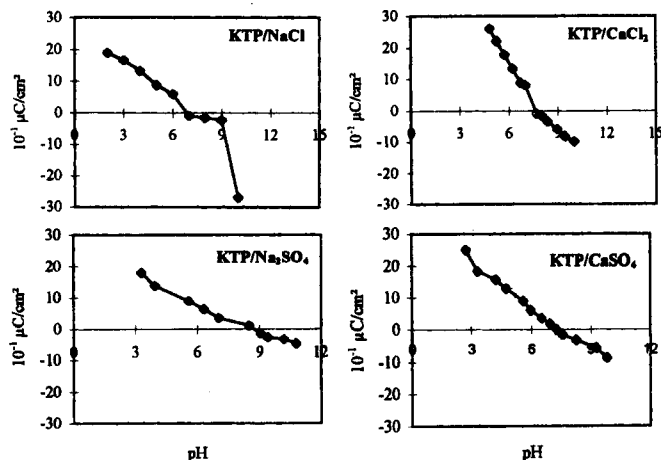 KTP/NaCl
10⁻¹ µC/cm²
30
20
10
0
-10
-20
-30
0 3 6 9 12 15
KTP/CaCl₂
10⁻¹ µC/cm²
30
20
10
0
-10
-20
-30
0 3 6 9 12 15
KTP/Na₂SO₄
10⁻¹ µC/cm²
30
20
10
0
-10
-20
-30
0 3 6 9 12
pH
KTP/CaSO₄
10⁻¹ µC/cm²
30
20
10
0
-10
-20
-30
0 3 6 9 12
pH